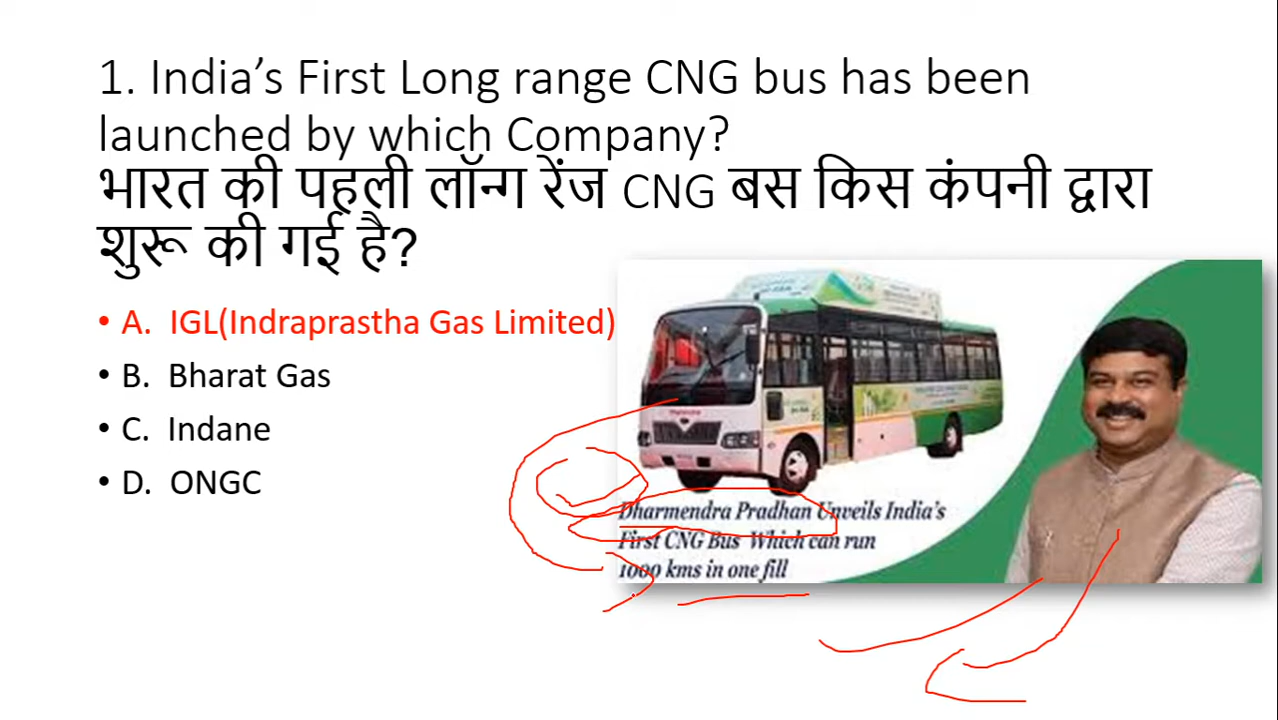 1. India’s First Long range CNG bus has been
launched by which Company?
भारत की पहली लॉन्ग रेंज CNG बस किस कंपनी द्वारा
शुरू की गई है?
• A. IGL(Indraprastha Gas Limited)
• B. Bharat Gas
• C. Indane
• D. ONGC
Dharmendra Pradhan Unveils India's
First CNG Bus Which can run
1000 kms in one fill